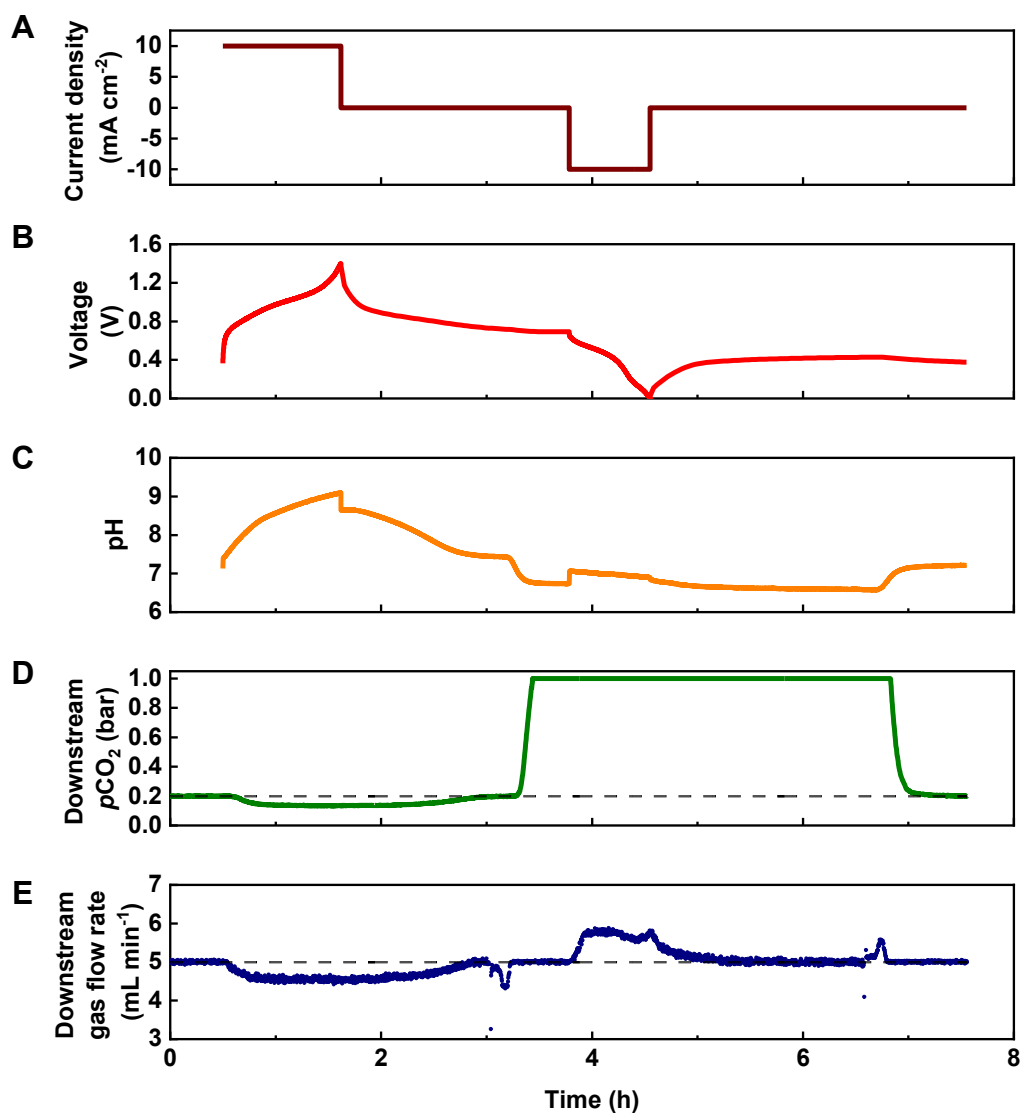 A
Current density
(mA cm⁻²)
10
5
0
-5
-10
B
Voltage
(V)
1.6
1.2
0.8
0.4
0.0
C
pH
10
9
8
7
6
D
Downstream
pCO₂ (bar)
1.0
0.8
0.6
0.4
0.2
0.0
E
Downstream
gas flow rate
(mL min⁻¹)
7
6
5
4
3
0 2 4 6 8
Time (h)